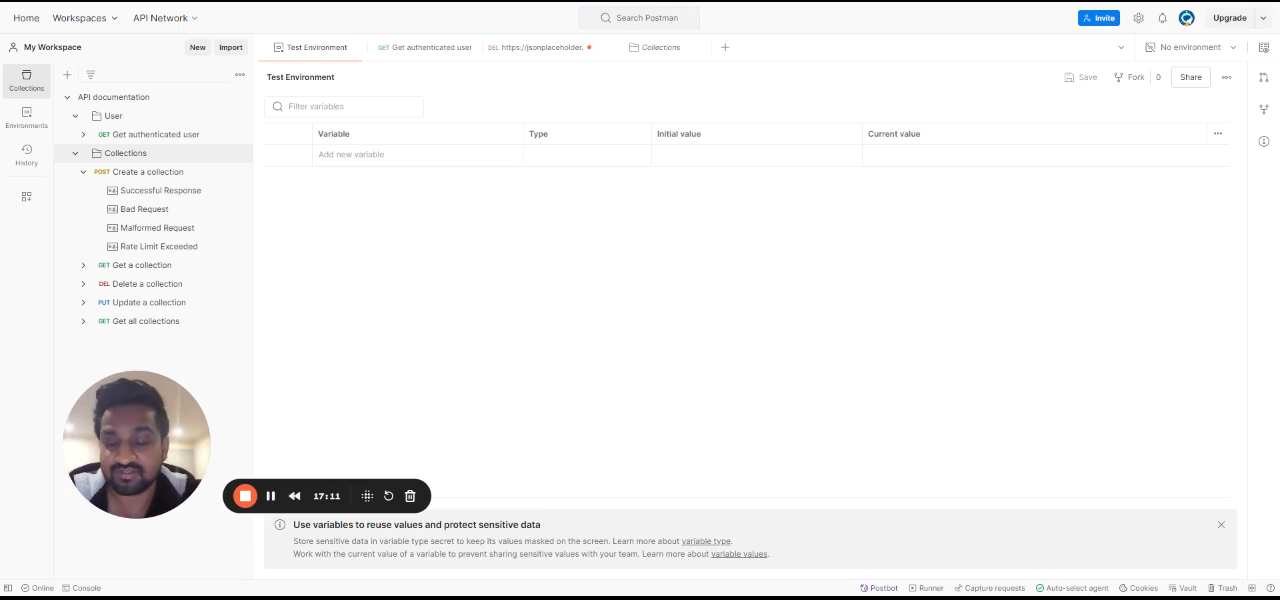 Home Workspaces API Network Search Postman Invite Upgrade
My Workspace New Import Test Environment GET Get authenticated user DEL https://jsonplaceholder. Collections No environment
Collections
Environments
History
API documentation
User
GET Get authenticated user
Collections
POST Create a collection
Successful Response
Bad Request
Malformed Request
Rate Limit Exceeded
GET Get a collection
DEL Delete a collection
PUT Update a collection
GET Get all collections
Test Environment Save Fork 0 Share
Filter variables
Variable Type Initial value Current value
Add new variable
17:11
Use variables to reuse values and protect sensitive data
Store sensitive data in variable type secret to keep its values masked on the screen. Learn more about variable type.
Work with the current value of a variable to prevent sharing sensitive values with your team. Learn more about variable values.
Online Console Postbot Runner Capture requests Auto-select agent Cookies Vault Trash